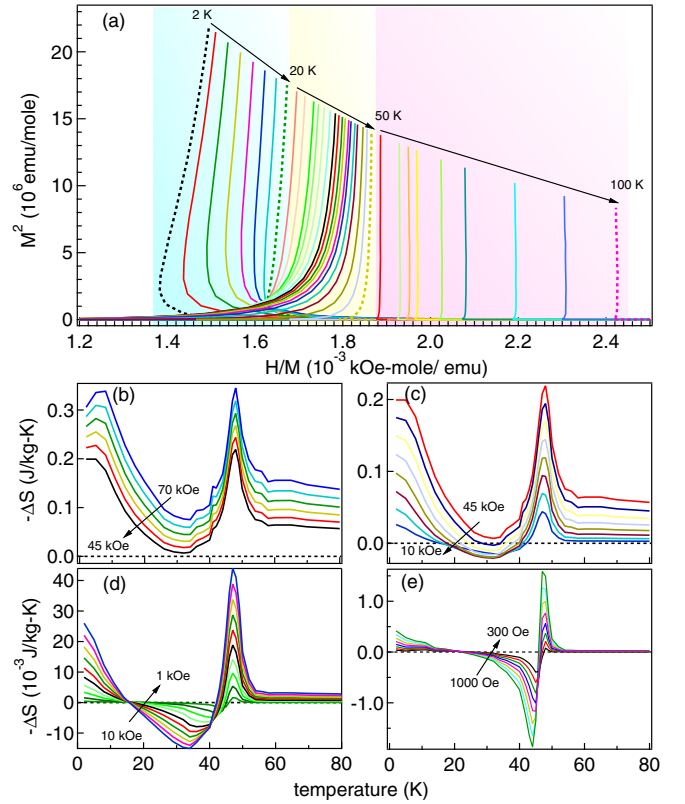 (a)
2 K
20 K
50 K
100 K
M² (10⁶ emu/mole)
20
15
10
5
0
1.2 1.4 1.6 1.8 2.0 2.2 2.4
H/M (10⁻³ kOe-mole/ emu)
(b)
-ΔS (J/kg-K)
0.3
0.2
0.1
0.0
70 kOe
45 kOe
(c)
0.2
0.1
0.0
45 kOe
10 kOe
(d)
-ΔS (10⁻³ J/kg-K)
40
30
20
10
0
-10
1 kOe
10 kOe
0 20 40 60 80
temperature (K)
(e)
1.0
0.0
-1.0
300 Oe
1000 Oe
0 20 40 60 80
temperature (K)